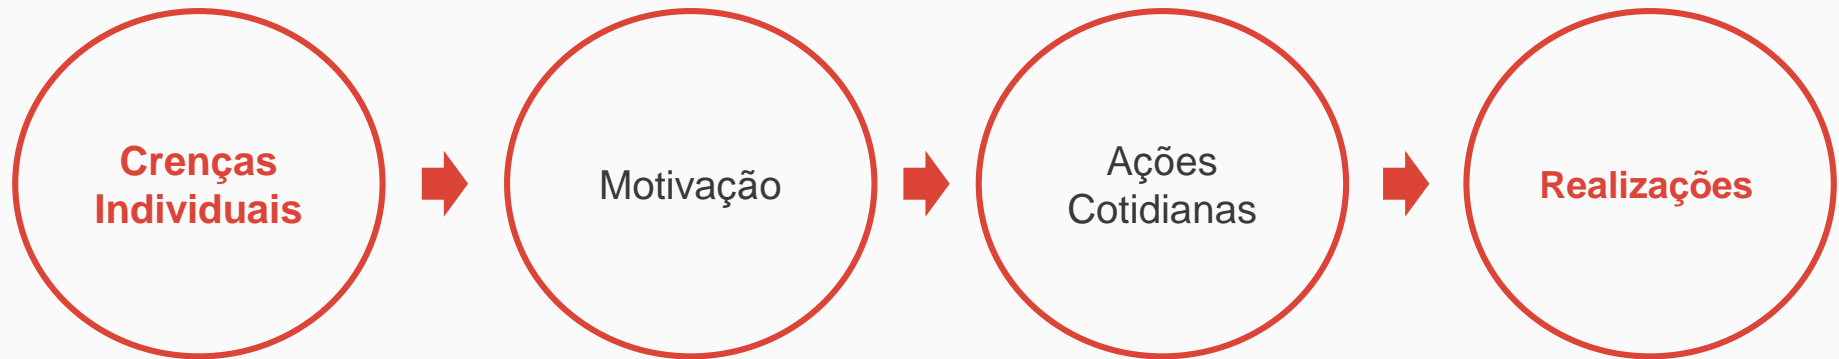 Crenças
Individuais
Motivação
Ações
Cotidianas
Realizações